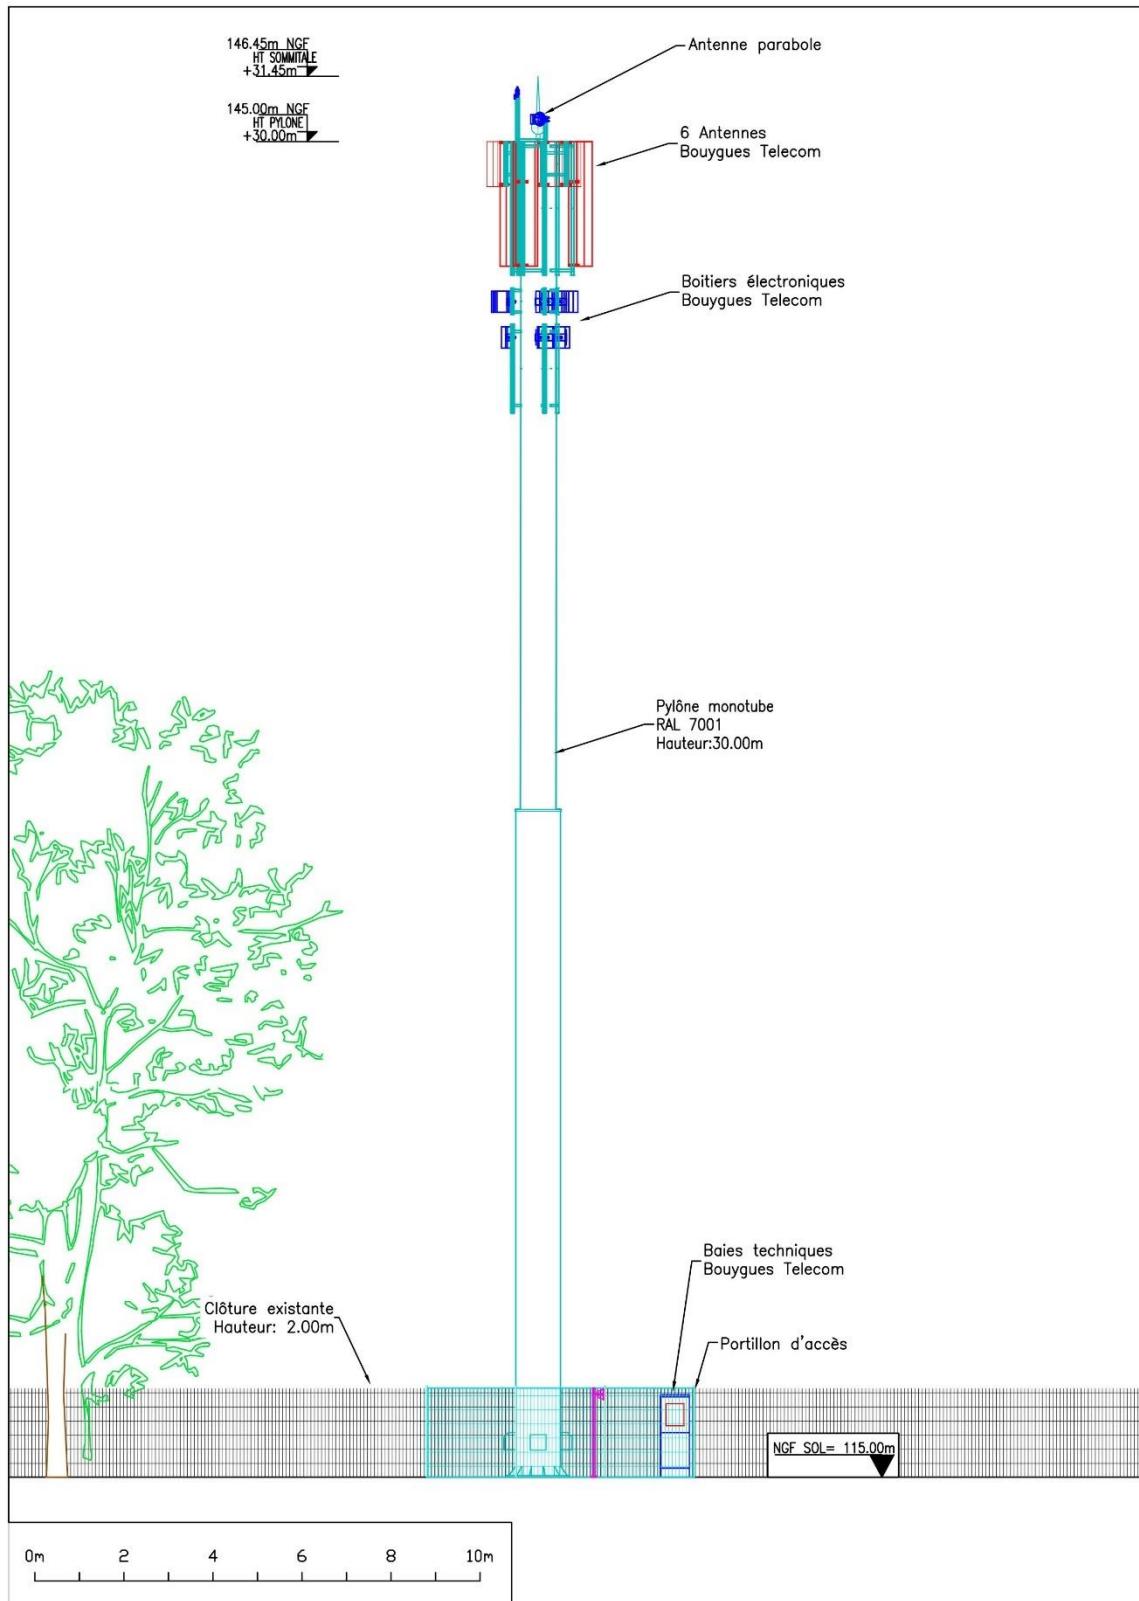 146.45m NGF
HT SOMMITALE
+31.45m
145.00m NGF
HT PYLONE
+30.00m
Antenne parabole
6 Antennes
Bouygues Telecom
Boitiers électroniques
Bouygues Telecom
Pylône monotube
RAL 7001
Hauteur:30.00m
Baies techniques
Bouygues Telecom
Clôture existante
Hauteur: 2.00m
Portillon d'accès
NGF SOL= 115.00m
0m 2 4 6 8 10m